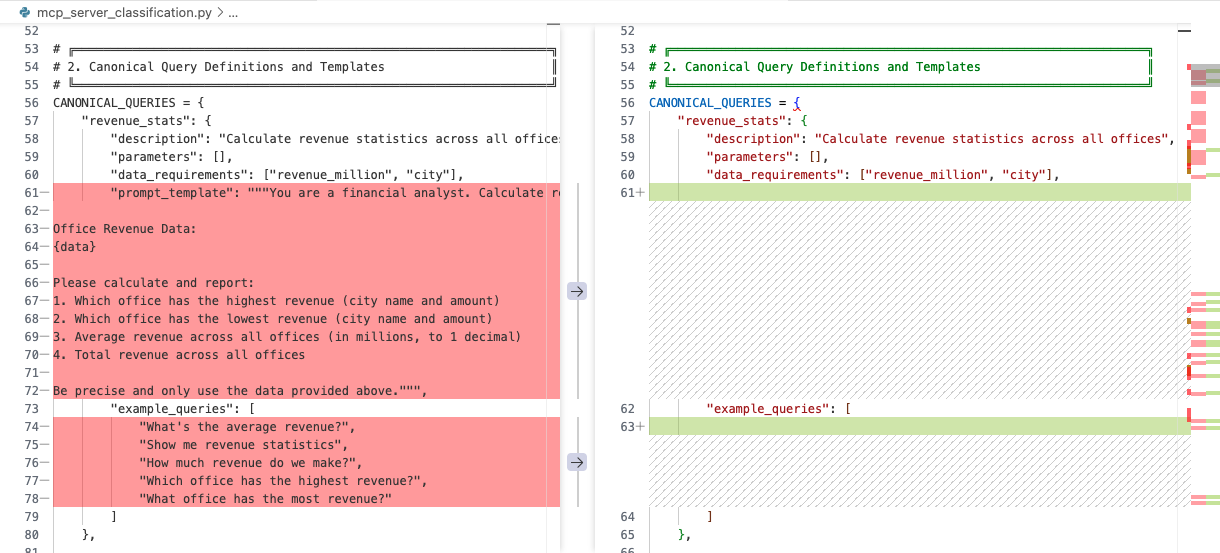 mcp_server_classification.py > ...
52
53 #
54 # 2. Canonical Query Definitions and Templates
55 #
56 CANONICAL_QUERIES = {
57 "revenue_stats": {
58 "description": "Calculate revenue statistics across all offices
59 "parameters": [],
60 "data_requirements": ["revenue_million", "city"],
61− "prompt_template": """You are a financial analyst. Calculate r
62−
63− Office Revenue Data:
64− {data}
65−
66− Please calculate and report:
67− 1. Which office has the highest revenue (city name and amount)
68− 2. Which office has the lowest revenue (city name and amount)
69− 3. Average revenue across all offices (in millions, to 1 decimal)
70− 4. Total revenue across all offices
71−
72− Be precise and only use the data provided above.""",
73 "example_queries": [
74− "What's the average revenue?",
75− "Show me revenue statistics",
76− "How much revenue do we make?",
77− "Which office has the highest revenue?",
78− "What office has the most revenue?"
79 ]
80 },
81
52
53 #
54 # 2. Canonical Query Definitions and Templates
55 #
56 CANONICAL_QUERIES = {
57 "revenue_stats": {
58 "description": "Calculate revenue statistics across all offices",
59 "parameters": [],
60 "data_requirements": ["revenue_million", "city"],
61+
62 "example_queries": [
63+
64 ]
65 },
66